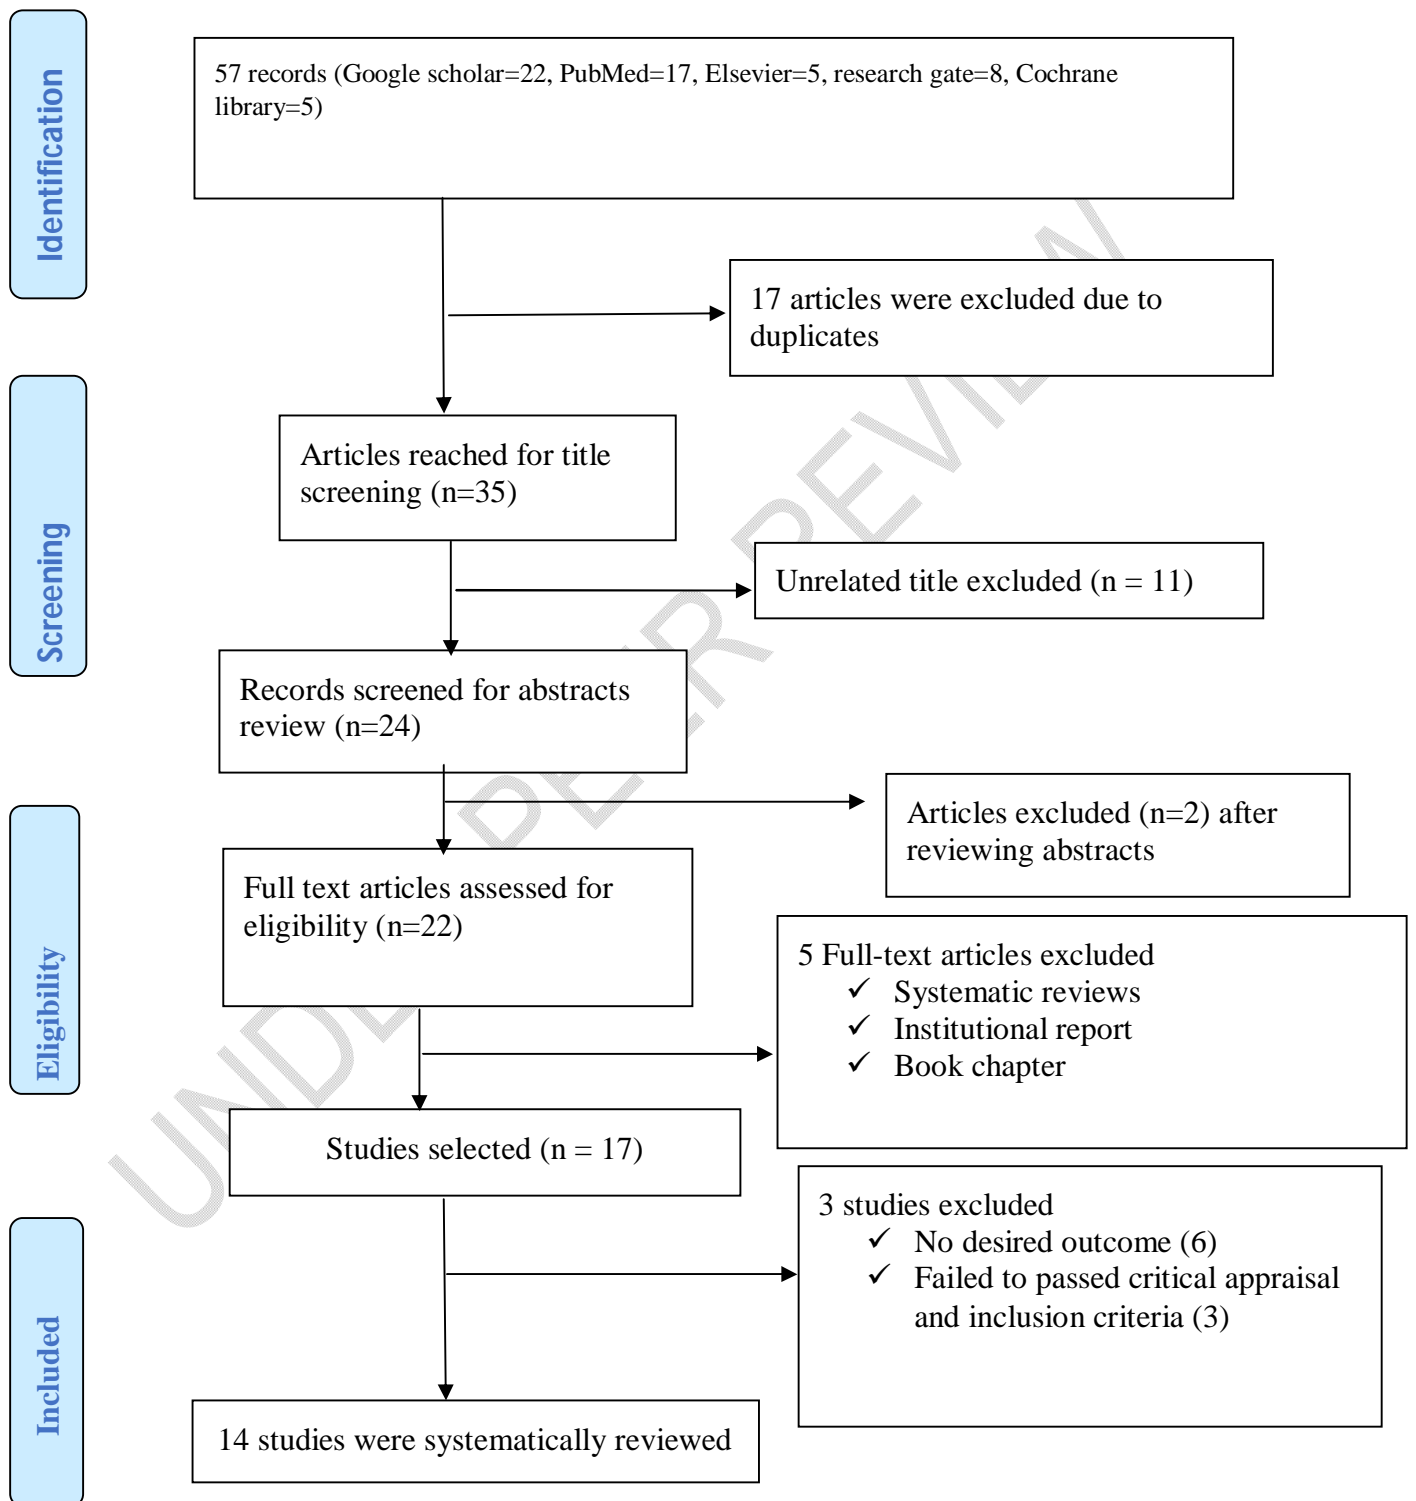 Identification
57 records (Google scholar=22, PubMed=17, Elsevier=5, research gate=8, Cochrane
library=5)
17 articles were excluded due to
duplicates
Screening
Articles reached for title
screening (n=35)
Unrelated title excluded (n = 11)
Records screened for abstracts
review (n=24)
Articles excluded (n=2) after
reviewing abstracts
Eligibility
Full text articles assessed for
eligibility (n=22)
5 Full-text articles excluded
✓ Systematic reviews
✓ Institutional report
✓ Book chapter
Studies selected (n = 17)
3 studies excluded
✓ No desired outcome (6)
✓ Failed to passed critical appraisal
and inclusion criteria (3)
Included
14 studies were systematically reviewed
UNDER PEER REVIEW